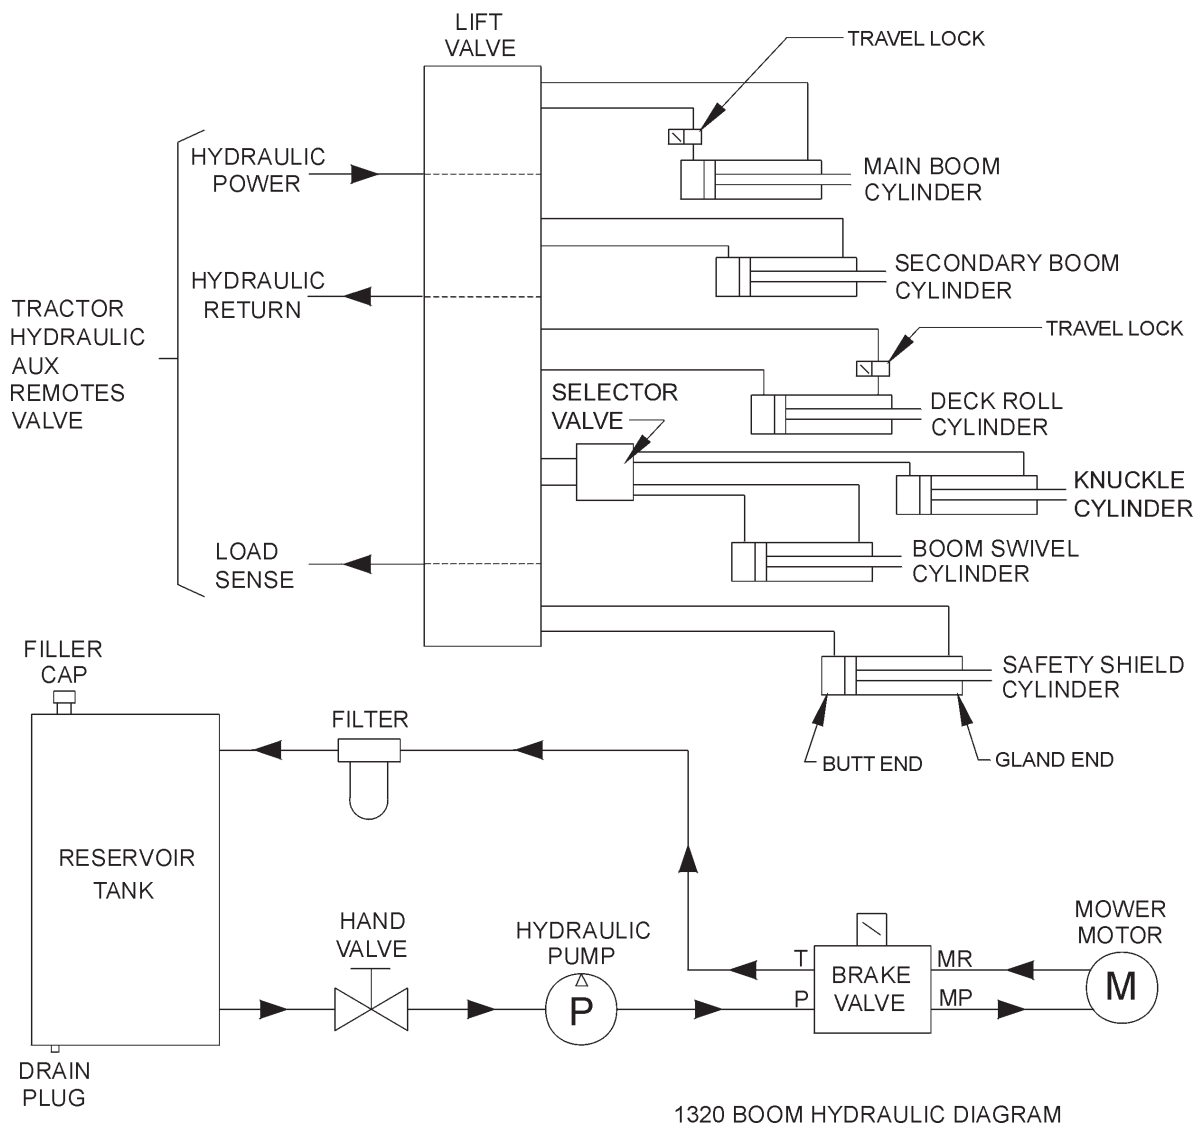 LIFT
VALVE
TRAVEL LOCK
HYDRAULIC
POWER
MAIN BOOM
CYLINDER
HYDRAULIC
RETURN
SECONDARY BOOM
CYLINDER
TRACTOR
HYDRAULIC
AUX
REMOTES
VALVE
TRAVEL LOCK
SELECTOR
VALVE
DECK ROLL
CYLINDER
KNUCKLE
CYLINDER
LOAD
SENSE
BOOM SWIVEL
CYLINDER
FILLER
CAP
SAFETY SHIELD
CYLINDER
BUTT END
GLAND END
FILTER
RESERVOIR
TANK
HAND
VALVE
HYDRAULIC
PUMP
P
T
P
BRAKE
VALVE
MR
MP
MOWER
MOTOR
M
DRAIN
PLUG
1320 BOOM HYDRAULIC DIAGRAM